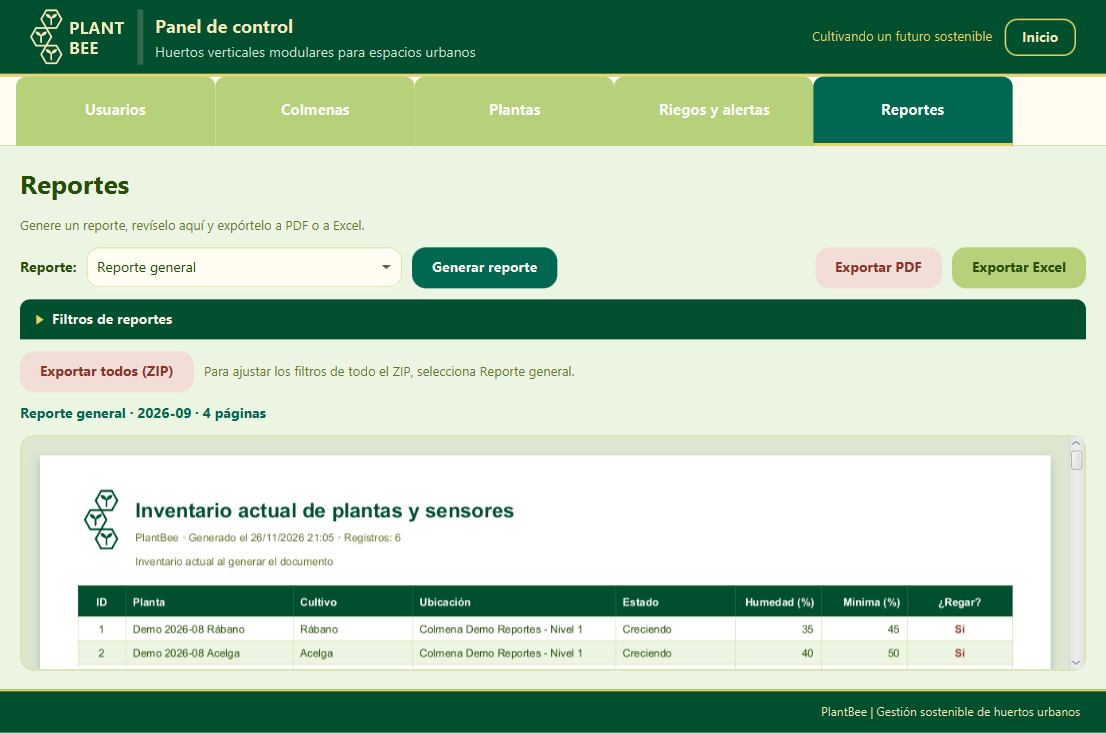 PLANT
BEE
Panel de control
Huertos verticales modulares para espacios urbanos
Cultivando un futuro sostenible
Inicio
Usuarios
Colmenas
Plantas
Riegos y alertas
Reportes
Reportes
Genere un reporte, revíselo aquí y expórtelo a PDF o a Excel.
Reporte:
Reporte general
Generar reporte
Exportar PDF
Exportar Excel
Filtros de reportes
Exportar todos (ZIP)
Para ajustar los filtros de todo el ZIP, selecciona Reporte general.
Reporte general · 2026-09 · 4 páginas
Inventario actual de plantas y sensores
PlantBee · Generado el 26/11/2026 21:05 · Registros: 6
Inventario actual al generar el documento
ID Planta Cultivo Ubicación Estado Humedad (%) Mínima (%) ¿Regar?
1 Demo 2026-08 Rábano Rábano Colmena Demo Reportes - Nivel 1 Creciendo 35 45 Sí
2 Demo 2026-08 Acelga Acelga Colmena Demo Reportes - Nivel 1 Creciendo 40 50 Sí
PlantBee | Gestión sostenible de huertos urbanos